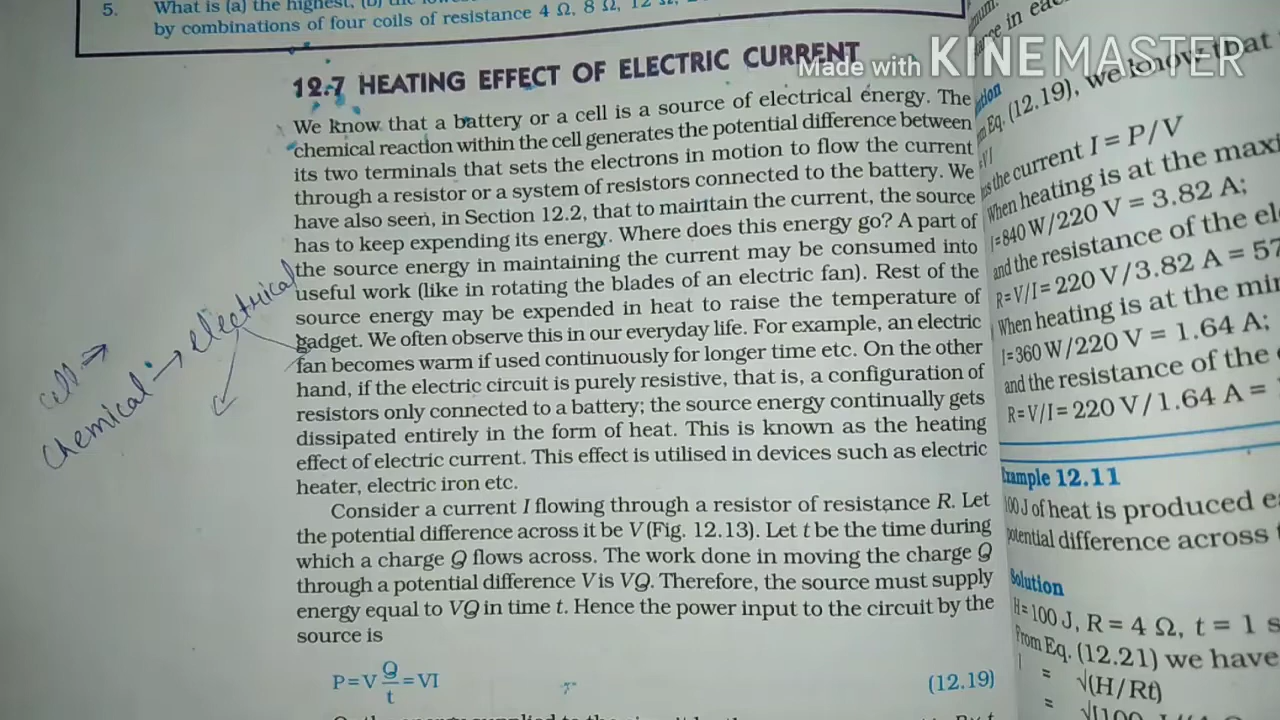 5. What is (a) the highest, (b) the
by combinations of four coils of resistance 4 Ω, 8 Ω, 12 Ω,
12.7 HEATING EFFECT OF ELECTRIC CURRENT
We know that a battery or a cell is a source of electrical energy. The
chemical reaction within the cell generates the potential difference between
its two terminals that sets the electrons in motion to flow the current
through a resistor or a system of resistors connected to the battery. We
have also seen, in Section 12.2, that to maintain the current, the source
has to keep expending its energy. Where does this energy go? A part of
the source energy in maintaining the current may be consumed into
useful work (like in rotating the blades of an electric fan). Rest of the
source energy may be expended in heat to raise the temperature of
gadget. We often observe this in our everyday life. For example, an electric
fan becomes warm if used continuously for longer time etc. On the other
hand, if the electric circuit is purely resistive, that is, a configuration of
resistors only connected to a battery; the source energy continually gets
dissipated entirely in the form of heat. This is known as the heating
effect of electric current. This effect is utilised in devices such as electric
heater, electric iron etc.
Consider a current I flowing through a resistor of resistance R. Let
the potential difference across it be V (Fig. 12.13). Let t be the time during
which a charge Q flows across. The work done in moving the charge Q
through a potential difference V is VQ. Therefore, the source must supply
energy equal to VQ in time t. Hence the power input to the circuit by the
source is
P=V Q/t =VI (12.19)
cell →
chemical → electrical
Made with KINEMASTER
Eq. (12.19), we know that
the current I = P/V
When heating is at the
I=840 W/220 V = 3.82 A;
and the resistance of the
R=V/I= 220 V/3.82 A = 57
When heating is at the
I=360 W/220 V = 1.64 A;
and the resistance of the
R=V/I= 220 V/1.64 A =
Example 12.11
100 J of heat is produced
potential difference across
Solution
H=100 J, R = 4 Ω, t = 1 s
From Eq. (12.21) we have
I = √(H/Rt)
= √[100